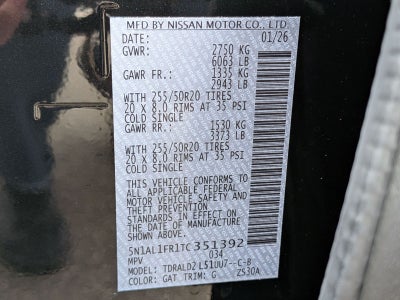 MFD BY NISSAN MOTOR CO., LTD.
DATE: 01/26
GVWR: 2750 KG
6063 LB
GAWR FR.: 1335 KG
2943 LB
WITH 255/50R20 TIRES
20 X 8.0 RIMS AT 35 PSI
COLD SINGLE
GAWR RR.: 1530 KG
3373 LB
WITH 255/50R20 TIRES
20 X 8.0 RIMS AT 35 PSI
COLD SINGLE
THIS VEHICLE CONFORMS TO
ALL APPLICABLE FEDERAL
MOTOR VEHICLE SAFETY AND
THEFT PREVENTION
STANDARDS IN EFFECT ON
THE DATE OF MANUFACTURE
SHOWN ABOVE.
5N1AL1FR1TC351392
MPV 034
MODEL: TDRALD2L51UU7--C-B
COLOR: GAT TRIM: G Z530A